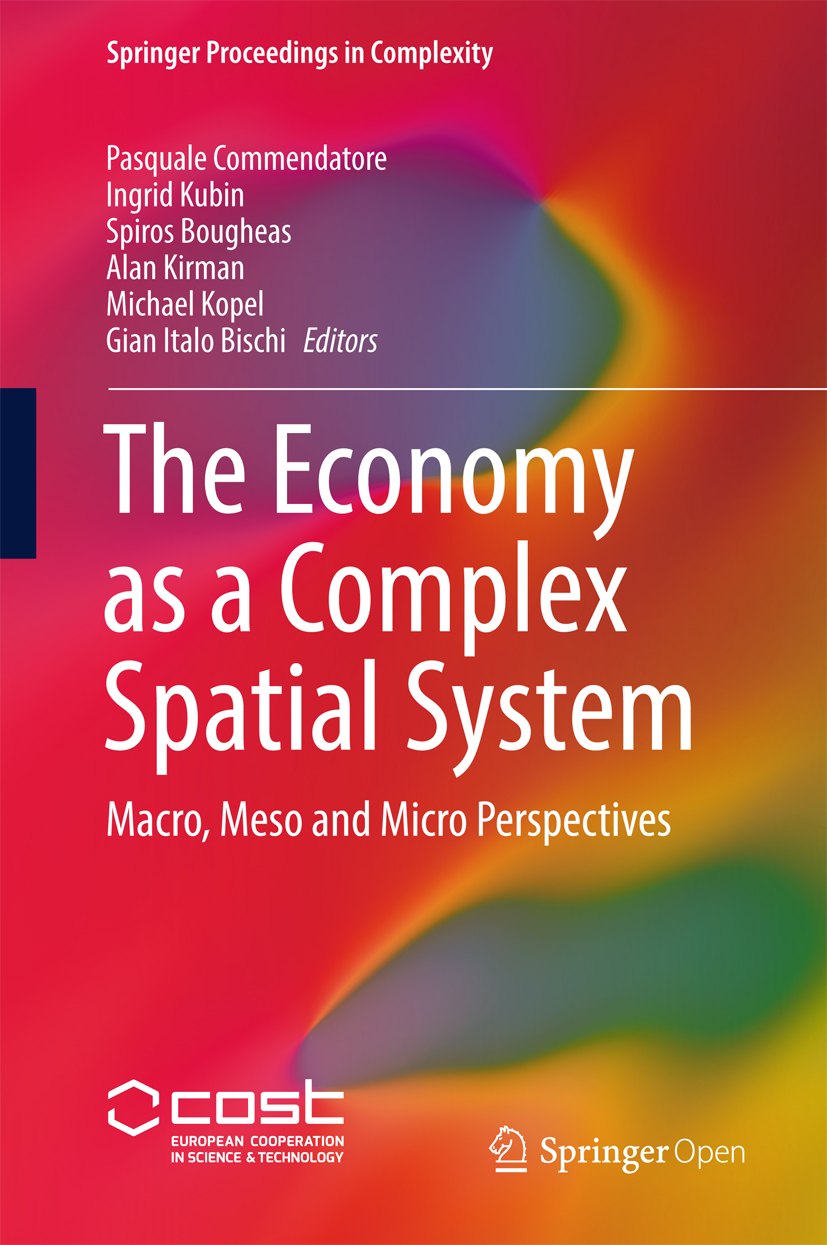 Springer Proceedings in Complexity
Pasquale Commendatore
Ingrid Kubin
Spiros Bougheas
Alan Kirman
Michael Kopel
Gian Italo Bischi Editors
The Economy
as a Complex
Spatial System
Macro, Meso and Micro Perspectives
cost
EUROPEAN COOPERATION
IN SCIENCE & TECHNOLOGY
Springer Open